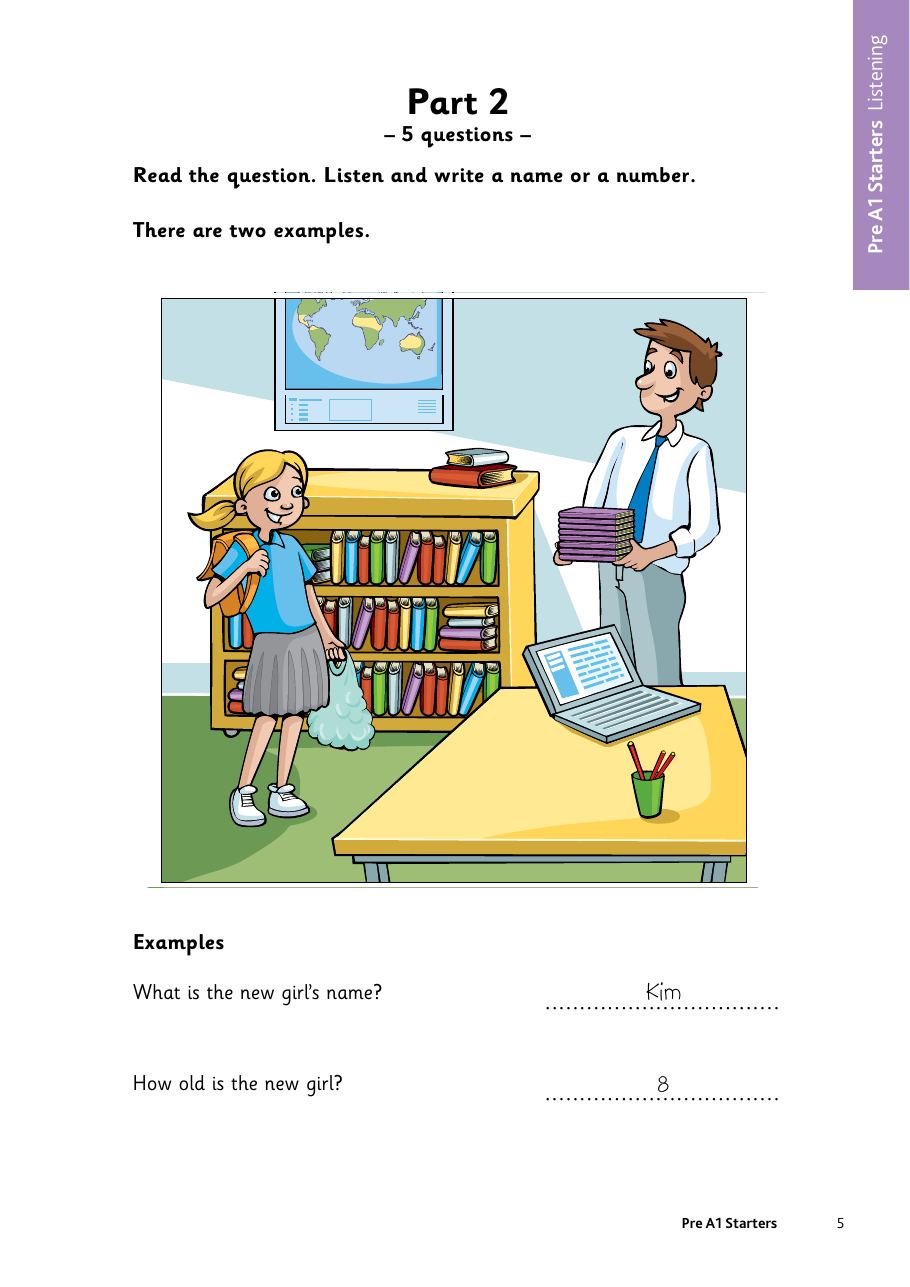 Pre A1 Starters Listening
Part 2
– 5 questions –
Read the question. Listen and write a name or a number.
There are two examples.
Examples
What is the new girl's name? Kim
How old is the new girl? 8
Pre A1 Starters 5